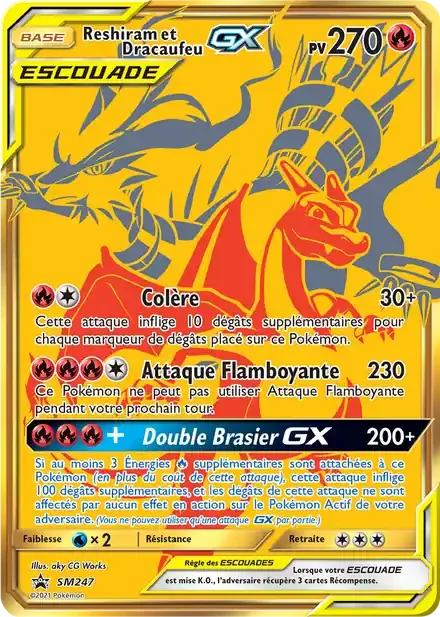 BASE Reshiram et Dracaufeu GX PV 270
ESCOUADE
Colère 30+
Cette attaque inflige 10 dégâts supplémentaires pour
chaque marqueur de dégâts placé sur ce Pokémon.
Attaque Flamboyante 230
Ce Pokémon ne peut pas utiliser Attaque Flamboyante
pendant votre prochain tour.
+ Double Brasier GX 200+
Si au moins 3 Énergies supplémentaires sont attachées à ce
Pokémon (en plus du coût de cette attaque), cette attaque inflige
100 dégâts supplémentaires, et les dégâts de cette attaque ne sont
affectés par aucun effet en action sur le Pokémon Actif de votre
adversaire. (Vous ne pouvez utiliser qu'une attaque GX par partie.)
Faiblesse ×2 Résistance Retraite
Illus. aky CG Works
SM247
©2021 Pokémon
Règle des ESCOUADES
Lorsque votre ESCOUADE
est mise K.O., l'adversaire récupère 3 cartes Récompense.